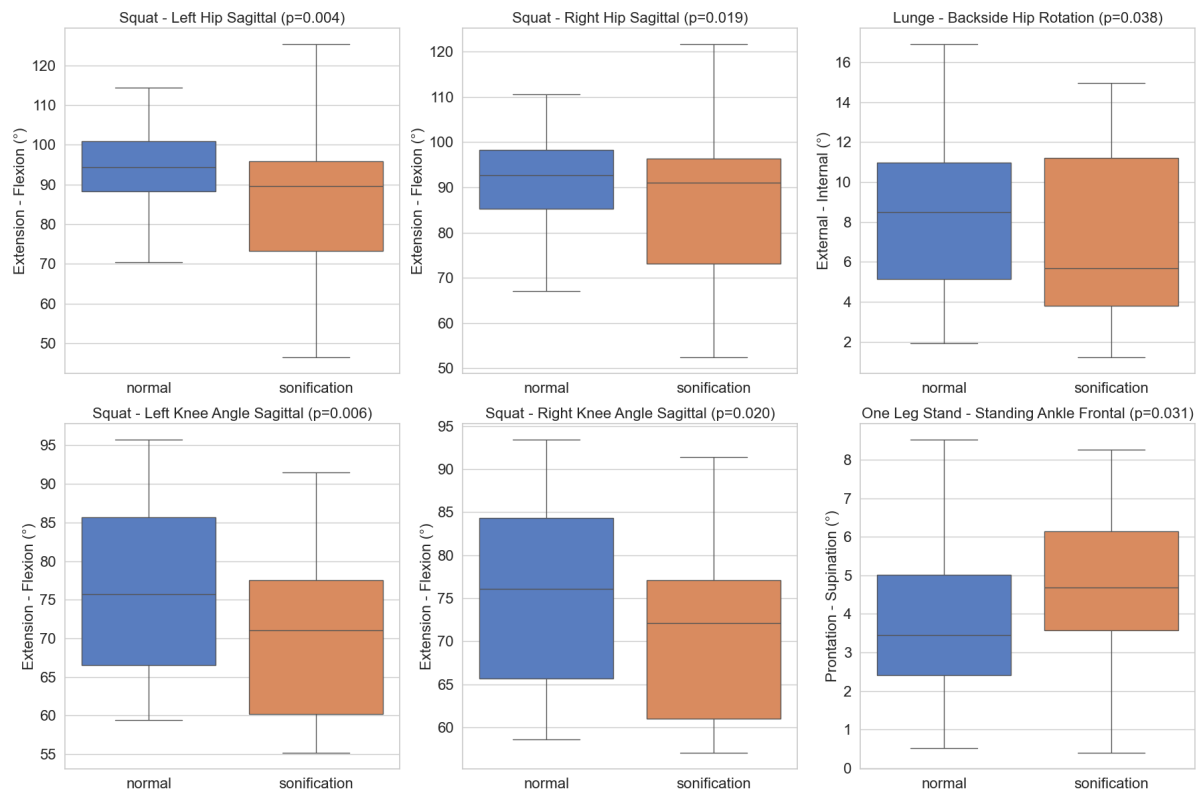 Squat - Left Hip Sagittal (p=0.004)
Extension - Flexion (°)
120
110
100
90
80
70
60
50
normal
sonification
Squat - Right Hip Sagittal (p=0.019)
Extension - Flexion (°)
120
110
100
90
80
70
60
50
normal
sonification
Lunge - Backside Hip Rotation (p=0.038)
External - Internal (°)
16
14
12
10
8
6
4
2
normal
sonification
Squat - Left Knee Angle Sagittal (p=0.006)
Extension - Flexion (°)
95
90
85
80
75
70
65
60
55
normal
sonification
Squat - Right Knee Angle Sagittal (p=0.020)
Extension - Flexion (°)
95
90
85
80
75
70
65
60
normal
sonification
One Leg Stand - Standing Ankle Frontal (p=0.031)
Prontation - Supination (°)
8
7
6
5
4
3
2
1
0
normal
sonification